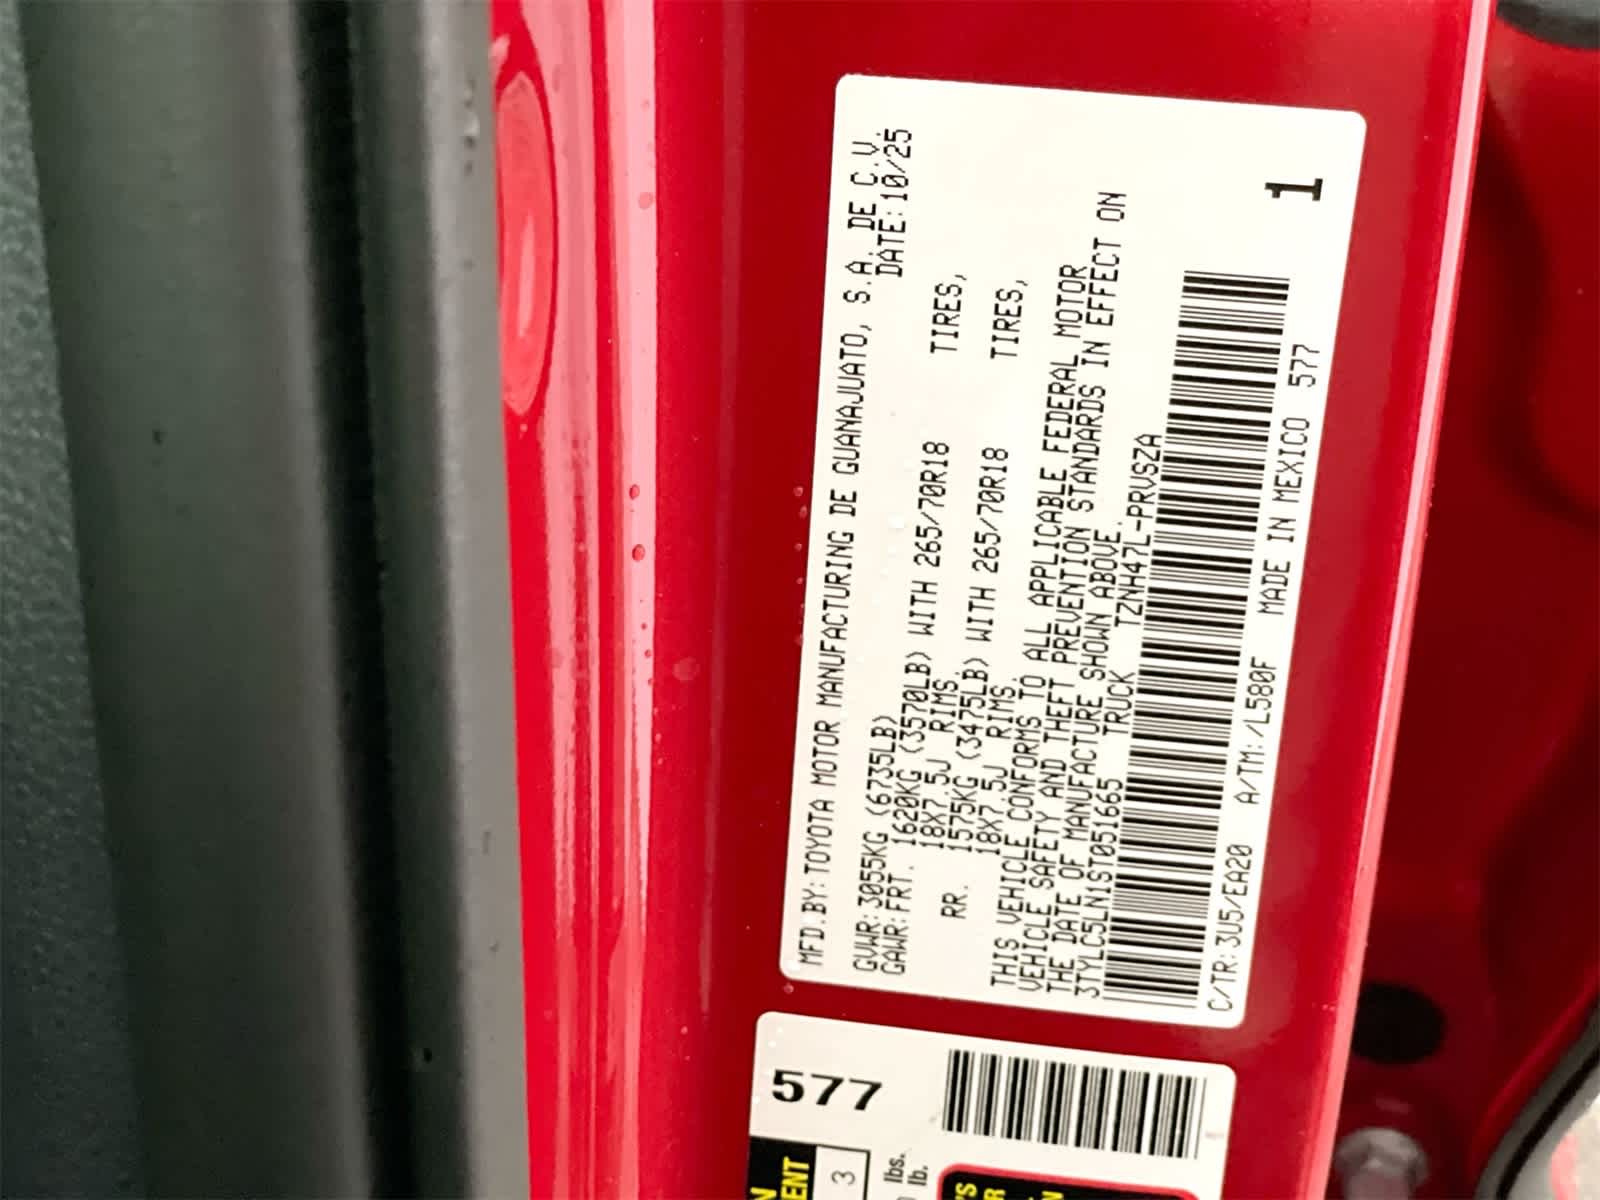 MFD.BY:TOYOTA MOTOR MANUFACTURING DE GUANAJUATO, S.A. DE C.V.
DATE:10/25
GVWR:3055KG (6735LB)
GAWR:FRT. 1620KG (3570LB) WITH 265/70R18 TIRES,
18X7.5J RIMS.
RR. 1575KG (3475LB) WITH 265/70R18 TIRES,
18X7.5J RIMS.
THIS VEHICLE CONFORMS TO ALL APPLICABLE FEDERAL MOTOR
VEHICLE SAFETY AND THEFT PREVENTION STANDARDS IN EFFECT ON
THE DATE OF MANUFACTURE SHOWN ABOVE.
3TYLC5LN1ST051665 TRUCK TZNH47L-PRVSZA
1
C/TR:3U5/EA20 A/TM:/L580F MADE IN MEXICO 577
577
3
lbs.
lb.